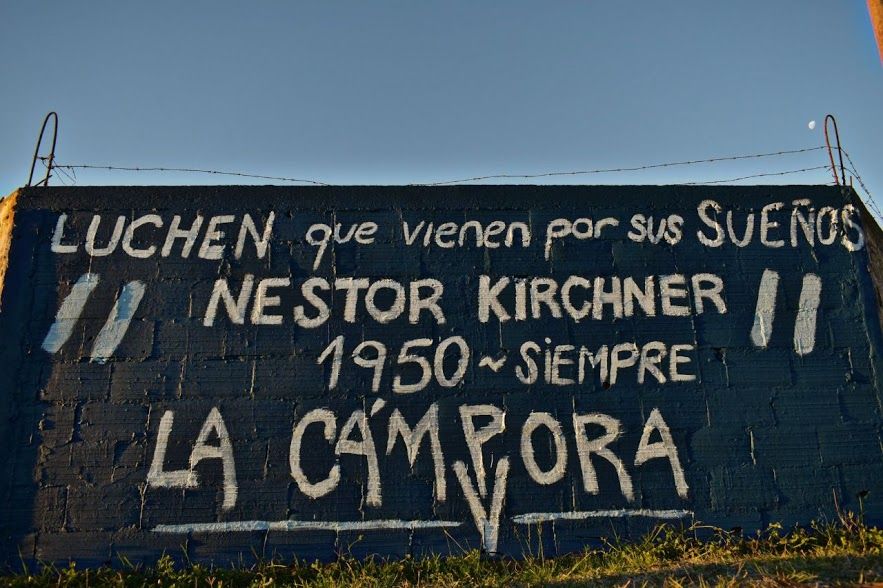 LUCHEN que vienen por sus SUEÑOS
" NESTOR KIRCHNER "
1950 ~ SIEMPRE
LA CÁMPORA